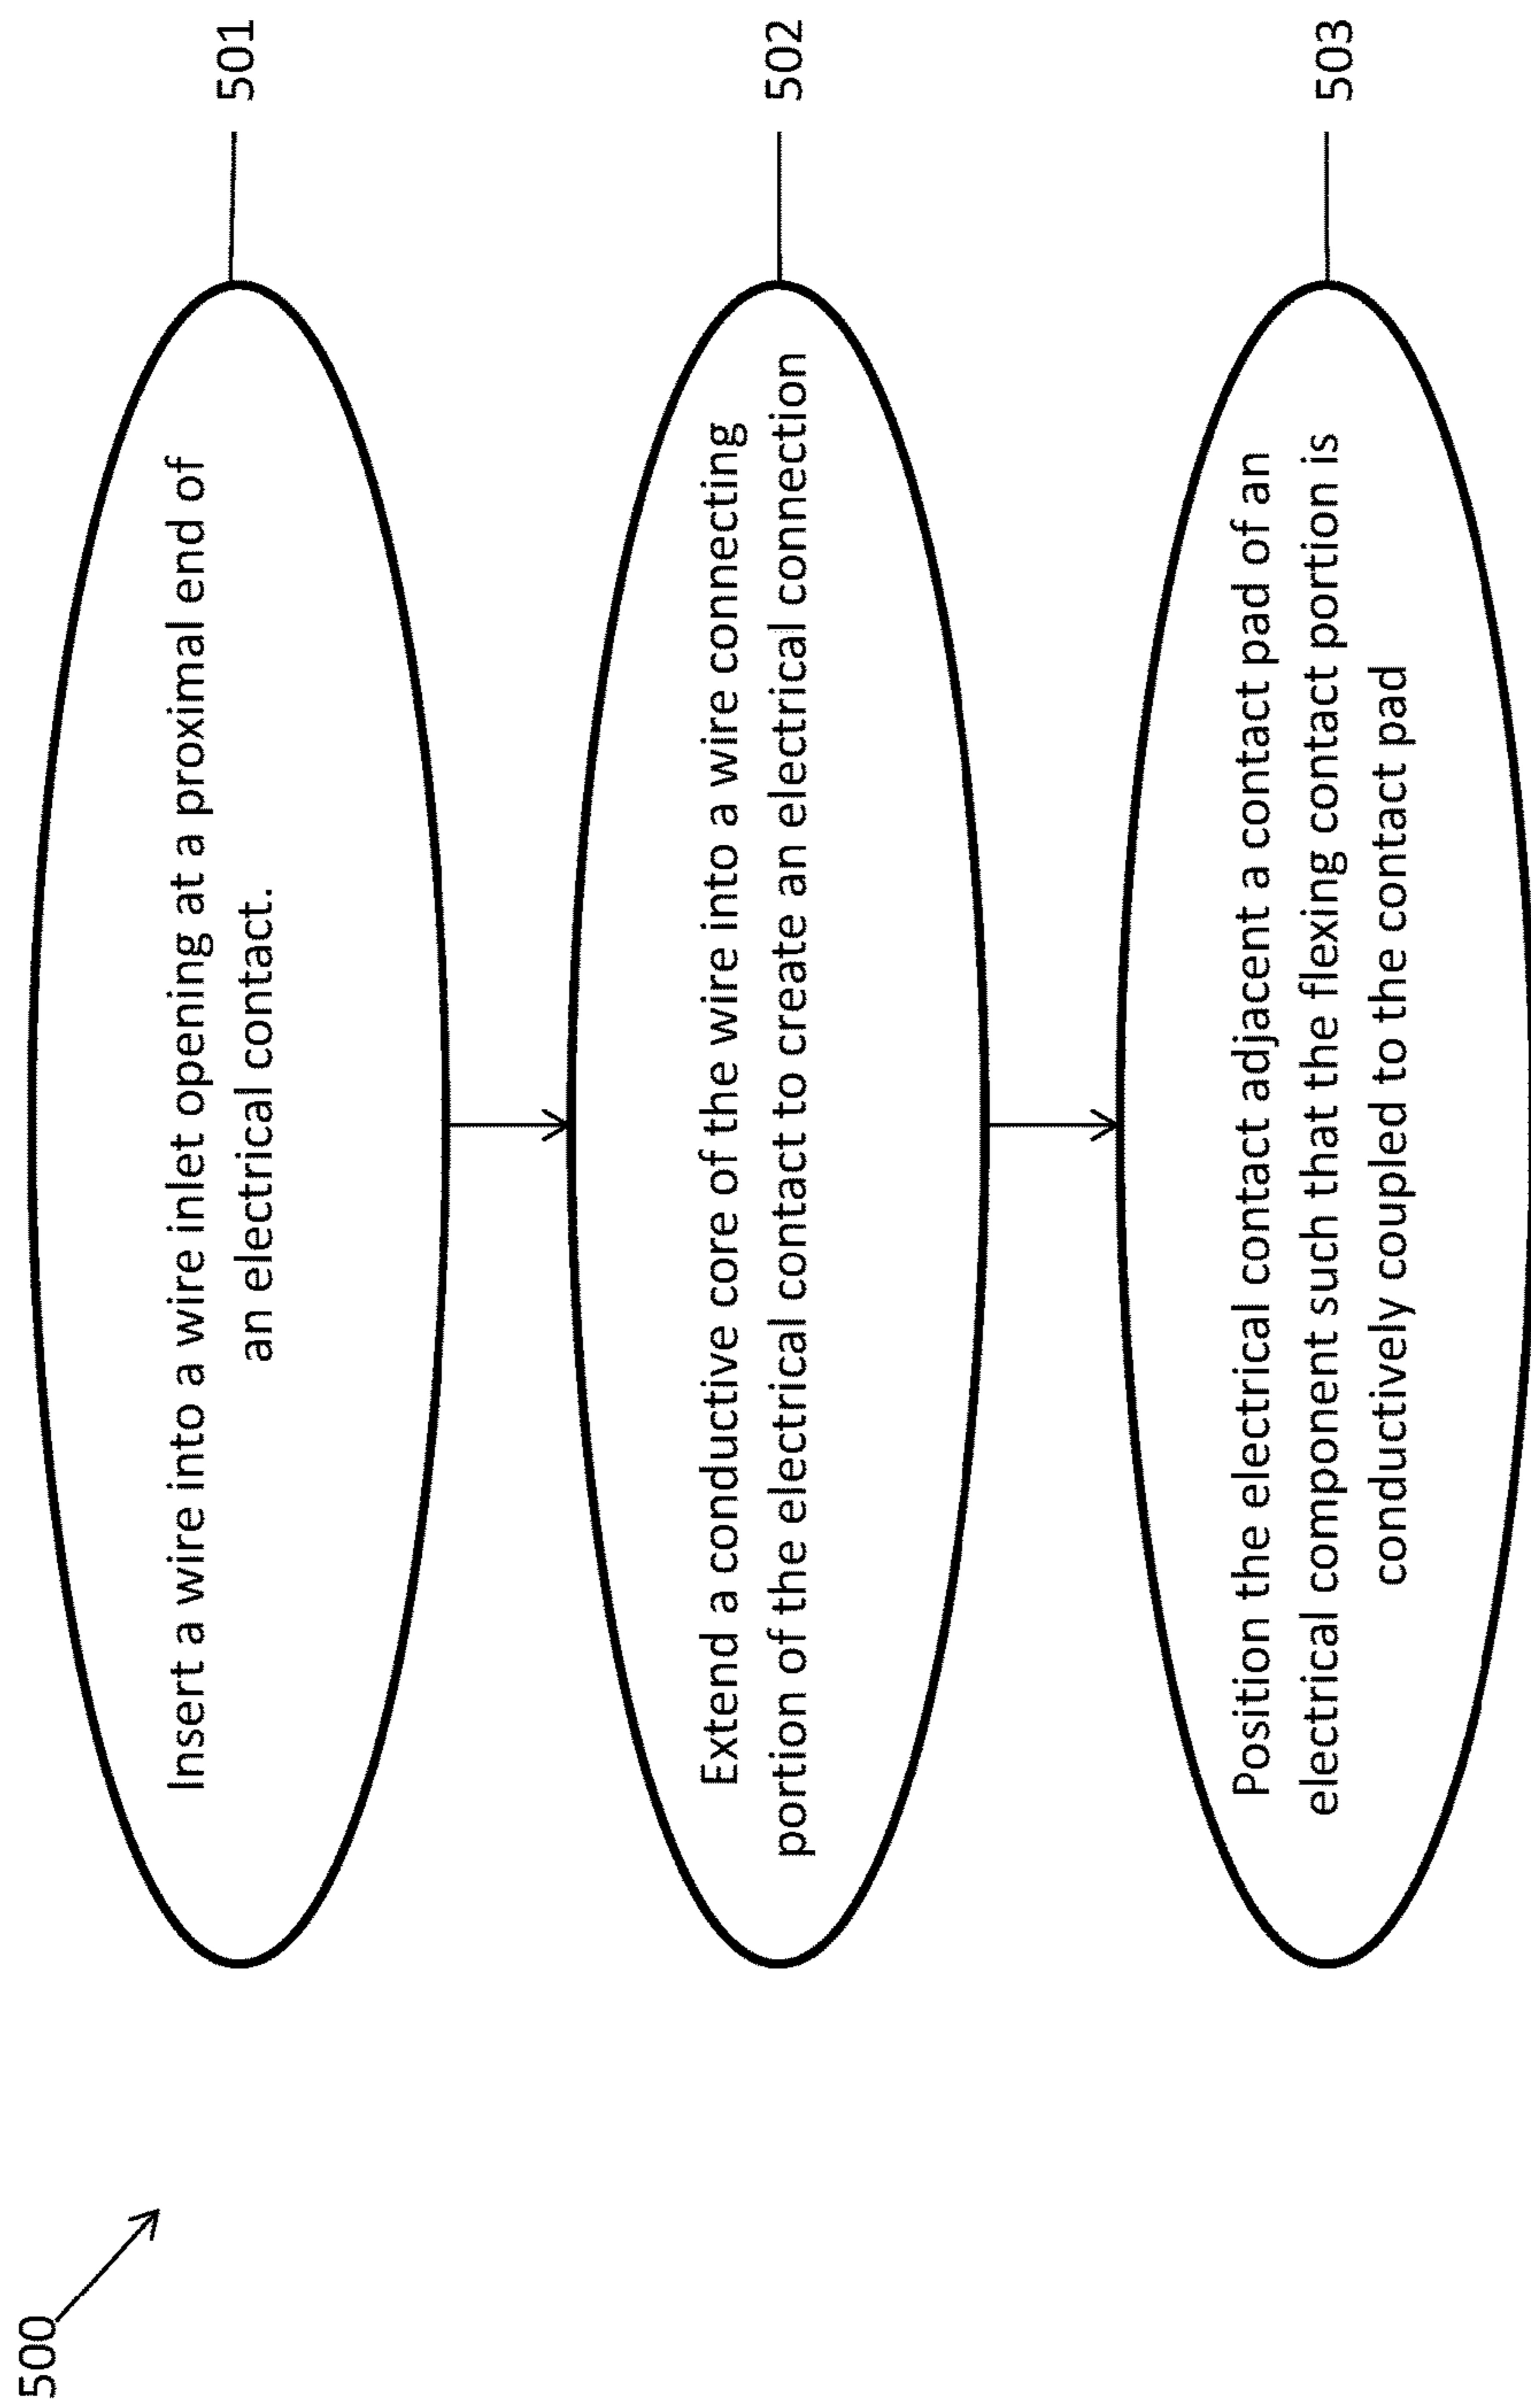 500
Insert a wire into a wire inlet opening at a proximal end of
an electrical contact.
501
Extend a conductive core of the wire into a wire connecting
portion of the electrical contact to create an electrical connection
502
Position the electrical contact adjacent a contact pad of an
electrical component such that the flexing contact portion is
conductively coupled to the contact pad
503